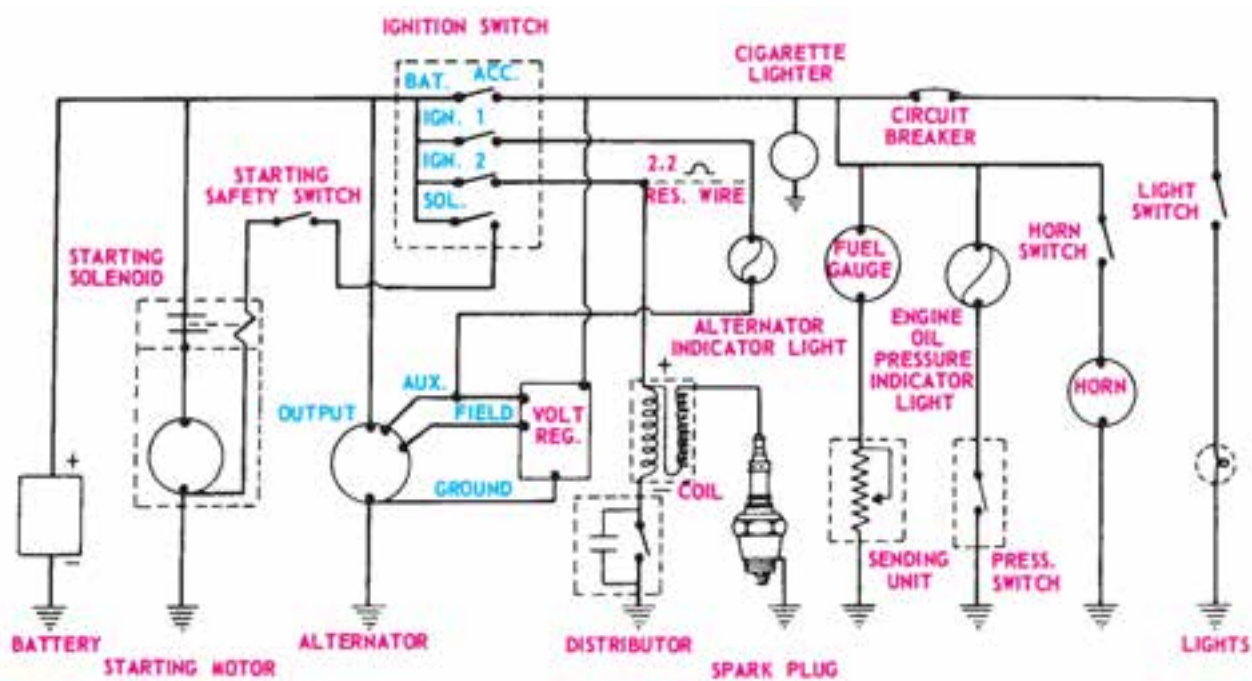 IGNITION SWITCH
BAT.
ACC.
IGN. 1
IGN. 2
SOL.
CIGARETTE
LIGHTER
CIRCUIT
BREAKER
2.2
RES. WIRE
STARTING
SAFETY SWITCH
LIGHT
SWITCH
HORN
SWITCH
STARTING
SOLENOID
FUEL
GAUGE
ALTERNATOR
INDICATOR LIGHT
ENGINE
OIL
PRESSURE
INDICATOR
LIGHT
HORN
AUX.
OUTPUT
FIELD
VOLT
REG.
GROUND
+
-
+
-
COIL
SENDING
UNIT
PRESS.
SWITCH
BATTERY
STARTING MOTOR
ALTERNATOR
DISTRIBUTOR
SPARK PLUG
LIGHTS